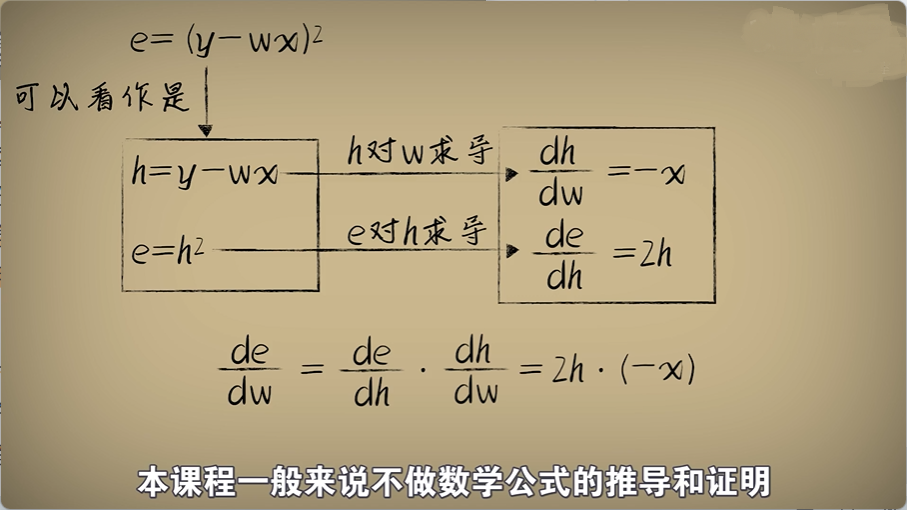 e=(y-wx)²
可以看作是
h=y-wx
h对w求导
dh/dw=-x
e=h²
e对h求导
de/dh=2h
de/dw=de/dh·dh/dw=2h·(-x)
本课程一般来说不做数学公式的推导和证明